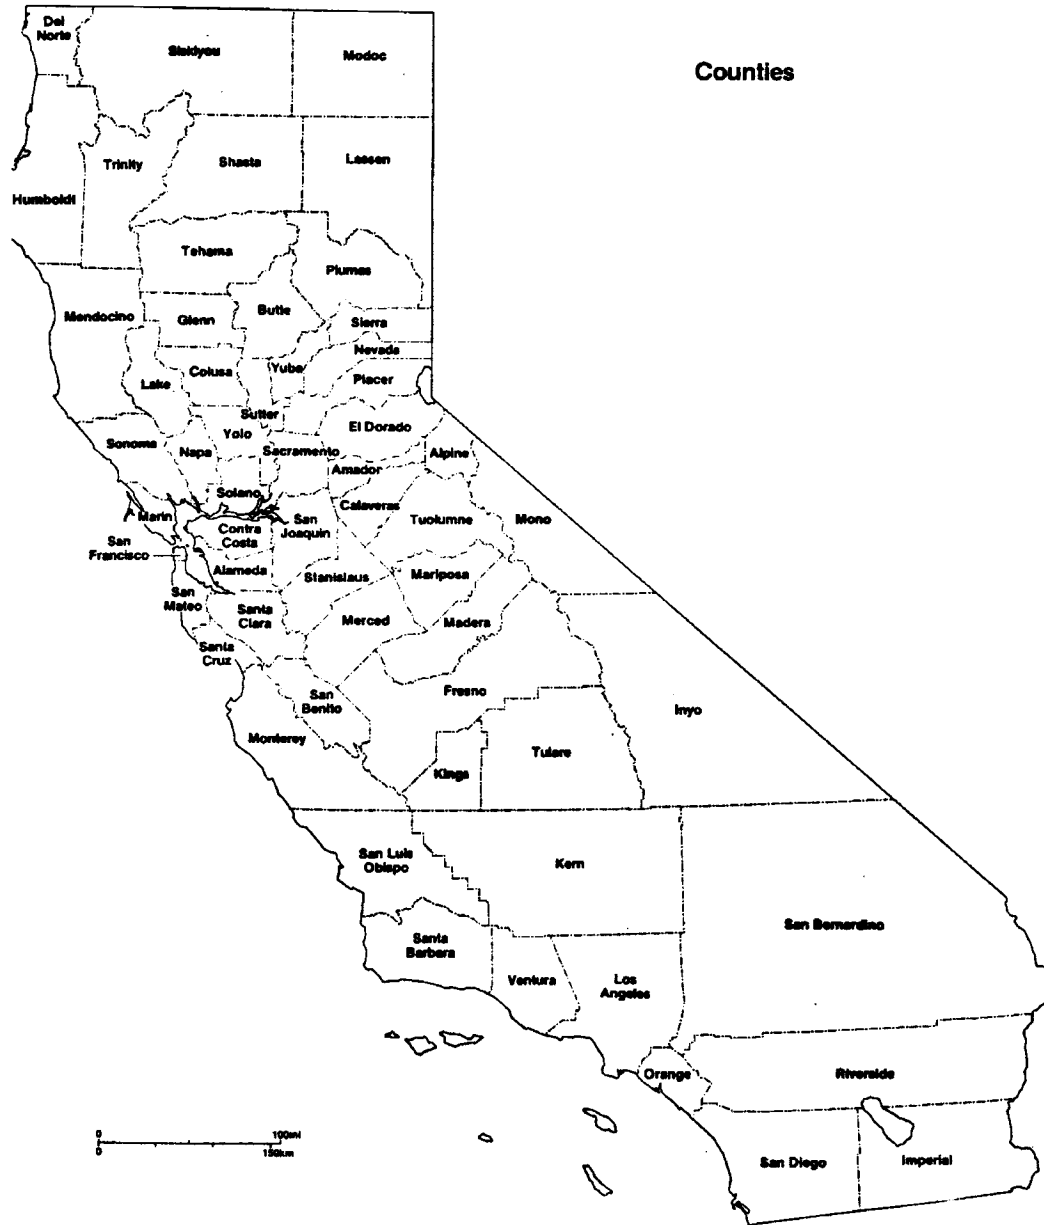 Counties
Del
Norte
Siskiyou
Modoc
Humboldt
Trinity
Shasta
Lassen
Tehama
Plumas
Mendocino
Glenn
Butte
Sierra
Nevada
Lake
Colusa
Yuba
Placer
Sutter
Sonoma
Napa
Yolo
El Dorado
Sacramento
Alpine
Amador
Solano
Calaveras
Marin
San
Joaquin
Tuolumne
Mono
Contra
Costa
San
Francisco
Alameda
Stanislaus
Mariposa
San
Mateo
Santa
Clara
Merced
Madera
Santa
Cruz
San
Benito
Fresno
Inyo
Monterey
Kings
Tulare
San Luis
Obispo
Kern
Santa
Barbara
San Bernardino
Ventura
Los
Angeles
Orange
Riverside
San Diego
Imperial
0 100mi
0 150km